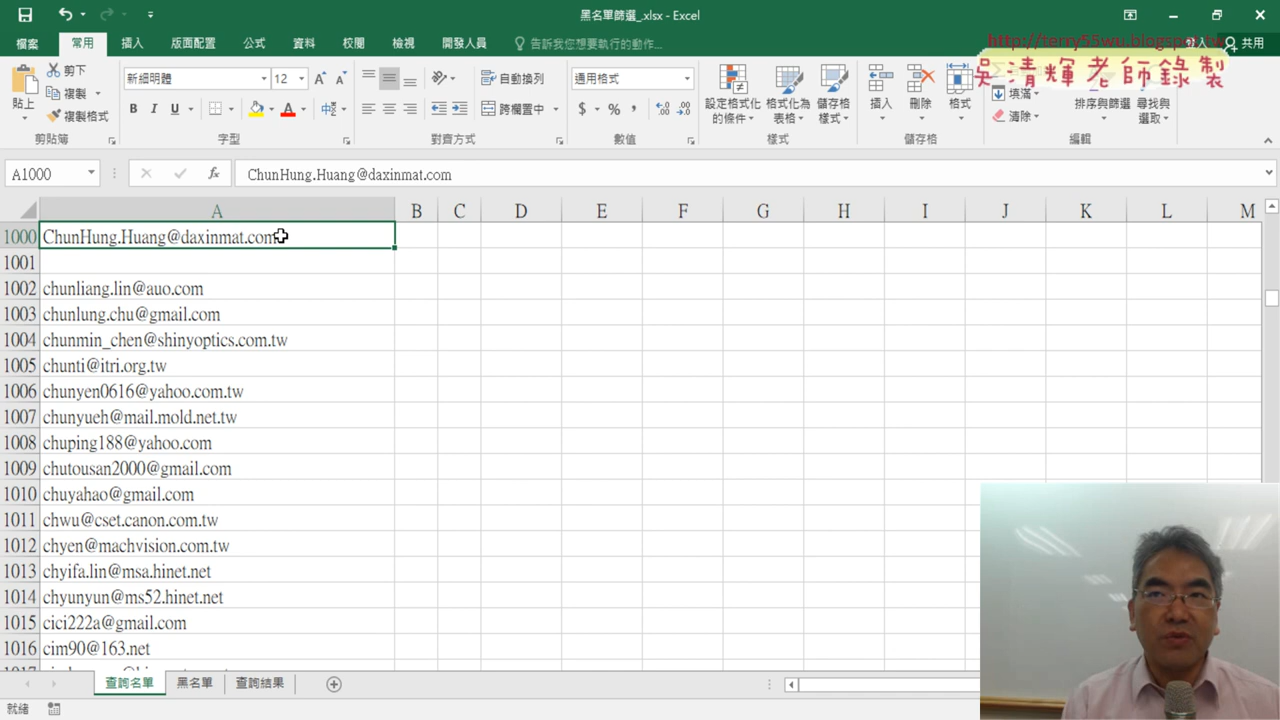 黑名單篩選_.xlsx - Excel
檔案 常用 插入 版面配置 公式 資料 校閱 檢視 開發人員 告訴我您想要執行的動作... 登入 共用
http://terry55wu.blogspot.tw
吳清輝老師錄製
貼上 剪下 複製 複製格式 剪貼簿
新細明體 12 B I U 字型
自動換列 跨欄置中 對齊方式
通用格式 $ % 數值
設定格式化的條件 格式化為表格 儲存格樣式 樣式
插入 刪除 格式 儲存格
填滿 清除 排序與篩選 尋找與選取 編輯
A1000 fx ChunHung.Huang@daxinmat.com
A B C D E F G H I J K L M
1000 ChunHung.Huang@daxinmat.com
1001
1002 chunliang.lin@auo.com
1003 chunlung.chu@gmail.com
1004 chunmin_chen@shinyoptics.com.tw
1005 chunti@itri.org.tw
1006 chunyen0616@yahoo.com.tw
1007 chunyueh@mail.mold.net.tw
1008 chuping188@yahoo.com
1009 chutousan2000@gmail.com
1010 chuyahao@gmail.com
1011 chwu@cset.canon.com.tw
1012 chyen@machvision.com.tw
1013 chyifa.lin@msa.hinet.net
1014 chyunyun@ms52.hinet.net
1015 cici222a@gmail.com
1016 cim90@163.net
1017
查詢名單 黑名單 查詢結果
就緒